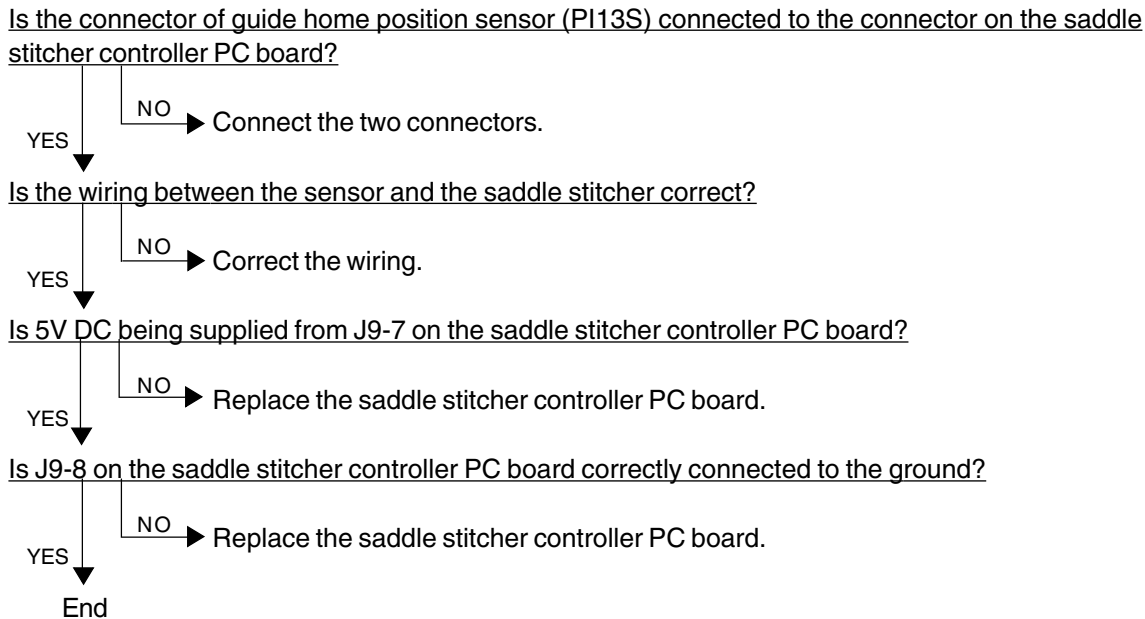 Is the connector of guide home position sensor (PI13S) connected to the connector on the saddle
stitcher controller PC board?
NO
Connect the two connectors.
YES
Is the wiring between the sensor and the saddle stitcher correct?
NO
Correct the wiring.
YES
Is 5V DC being supplied from J9-7 on the saddle stitcher controller PC board?
NO
Replace the saddle stitcher controller PC board.
YES
Is J9-8 on the saddle stitcher controller PC board correctly connected to the ground?
NO
Replace the saddle stitcher controller PC board.
YES
End